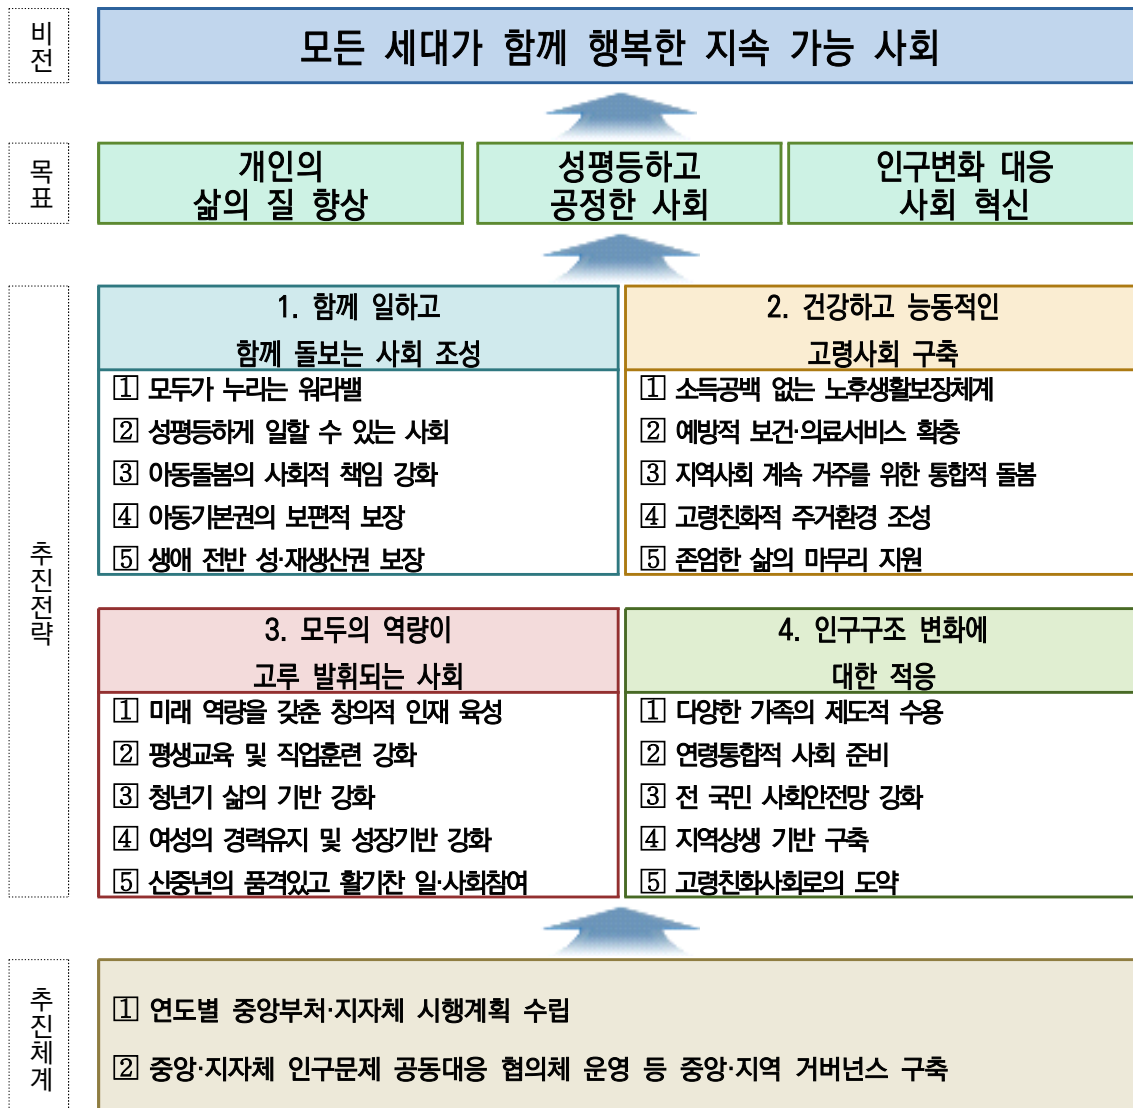 비전
모든 세대가 함께 행복한 지속 가능 사회
목표
개인의
삶의 질 향상
성평등하고
공정한 사회
인구변화 대응
사회 혁신
추진전략
1. 함께 일하고
함께 돌보는 사회 조성
1 모두가 누리는 워라밸
2 성평등하게 일할 수 있는 사회
3 아동돌봄의 사회적 책임 강화
4 아동기본권의 보편적 보장
5 생애 전반 성·재생산권 보장
2. 건강하고 능동적인
고령사회 구축
1 소득공백 없는 노후생활보장체계
2 예방적 보건·의료서비스 확충
3 지역사회 계속 거주를 위한 통합적 돌봄
4 고령친화적 주거환경 조성
5 존엄한 삶의 마무리 지원
3. 모두의 역량이
고루 발휘되는 사회
1 미래 역량을 갖춘 창의적 인재 육성
2 평생교육 및 직업훈련 강화
3 청년기 삶의 기반 강화
4 여성의 경력유지 및 성장기반 강화
5 신중년의 품격있고 활기찬 일·사회참여
4. 인구구조 변화에
대한 적응
1 다양한 가족의 제도적 수용
2 연령통합적 사회 준비
3 전 국민 사회안전망 강화
4 지역상생 기반 구축
5 고령친화사회로의 도약
추진체계
1 연도별 중앙부처·지자체 시행계획 수립
2 중앙·지자체 인구문제 공동대응 협의체 운영 등 중앙·지역 거버넌스 구축